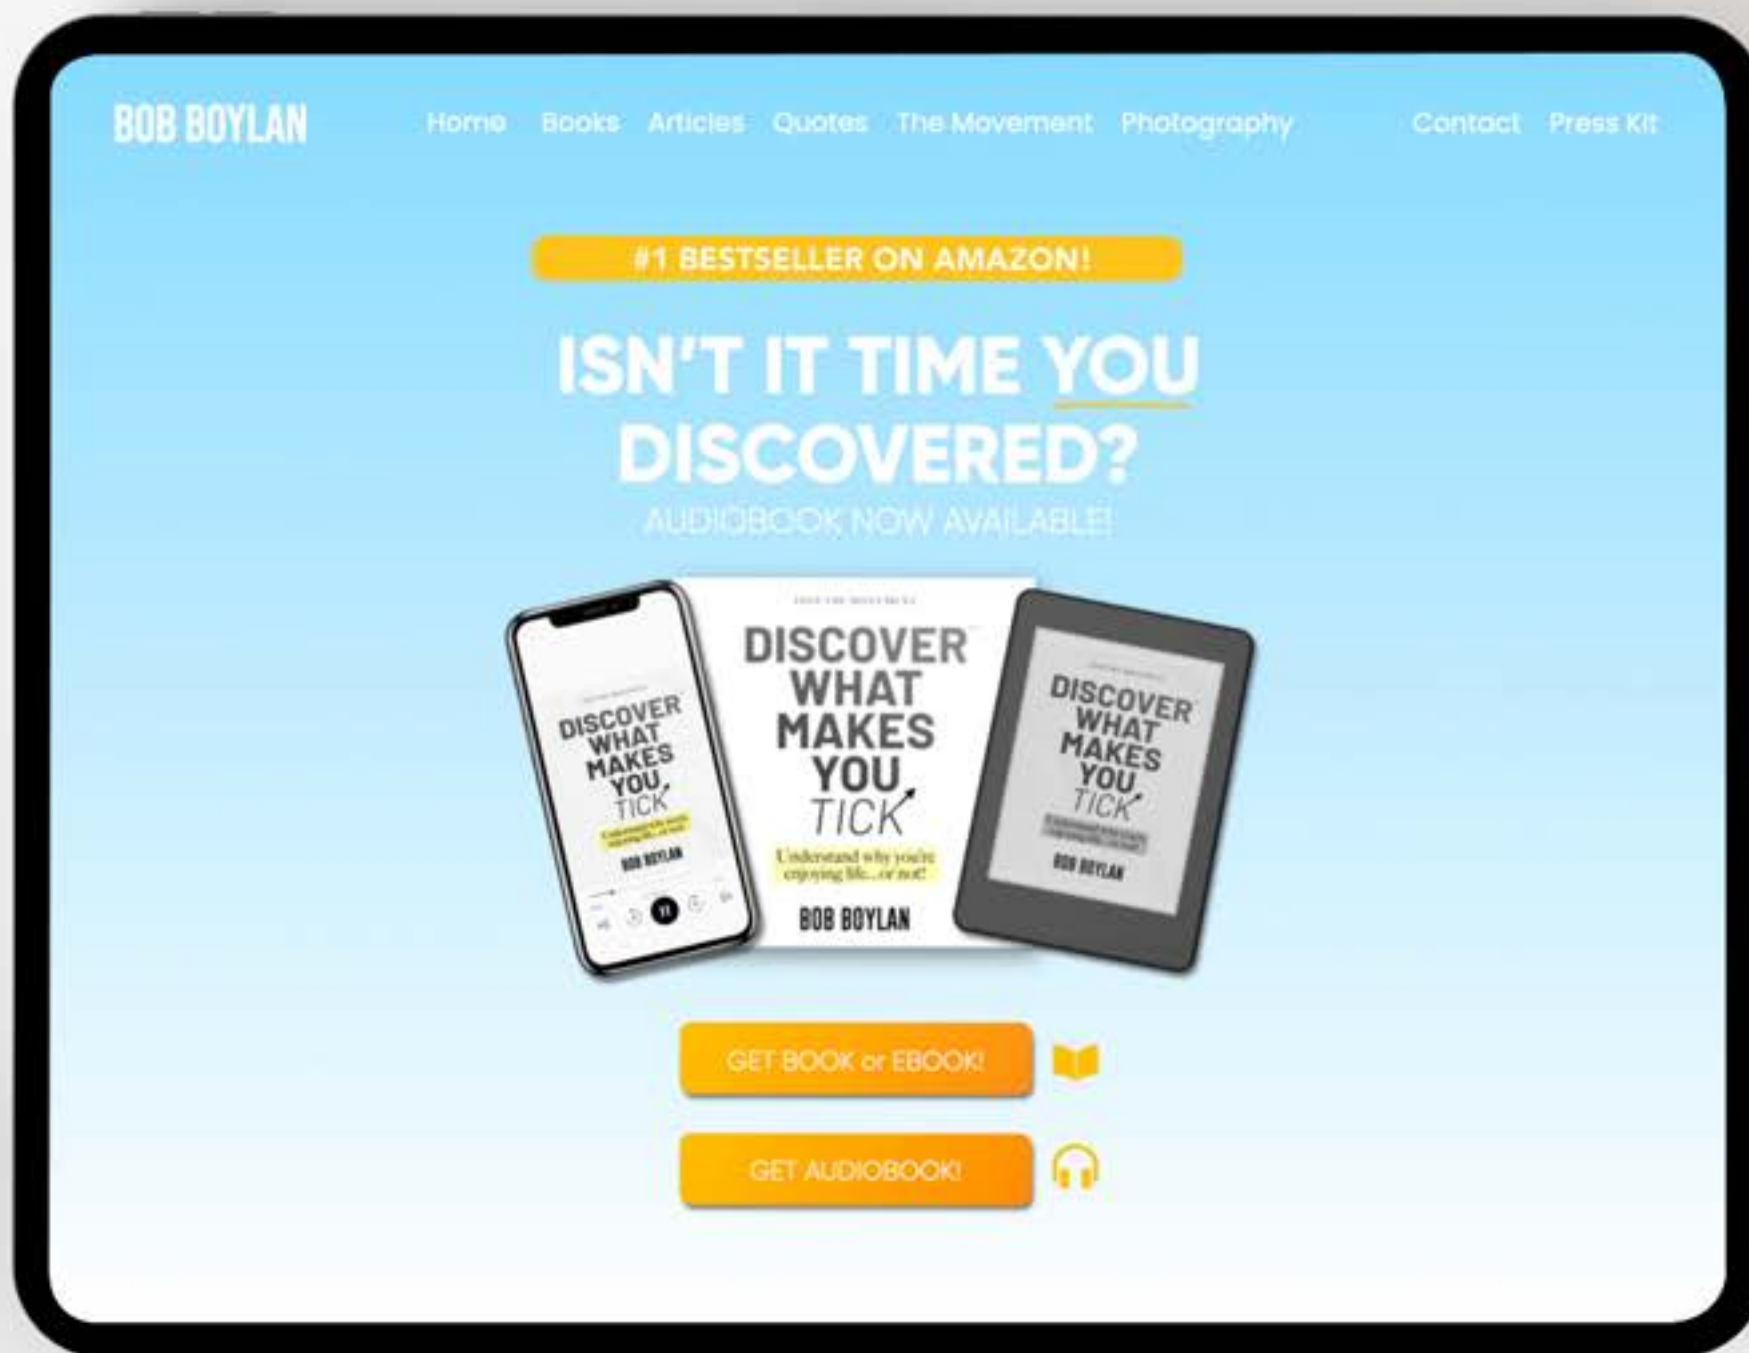 BOB BOYLAN
Home Books Articles Quotes The Movement Photography Contact Press Kit
#1 BESTSELLER ON AMAZON!
ISN'T IT TIME YOU
DISCOVERED?
AUDIOBOOK NOW AVAILABLE!
DISCOVER
WHAT
MAKES
YOU
TICK
BOB BOYLAN
DISCOVER
WHAT
MAKES
YOU
TICK
Understand why you're
enjoying life...or not!
BOB BOYLAN
DISCOVER
WHAT
MAKES
YOU
TICK
BOB BOYLAN
GET BOOK or EBOOK!
GET AUDIOBOOK!